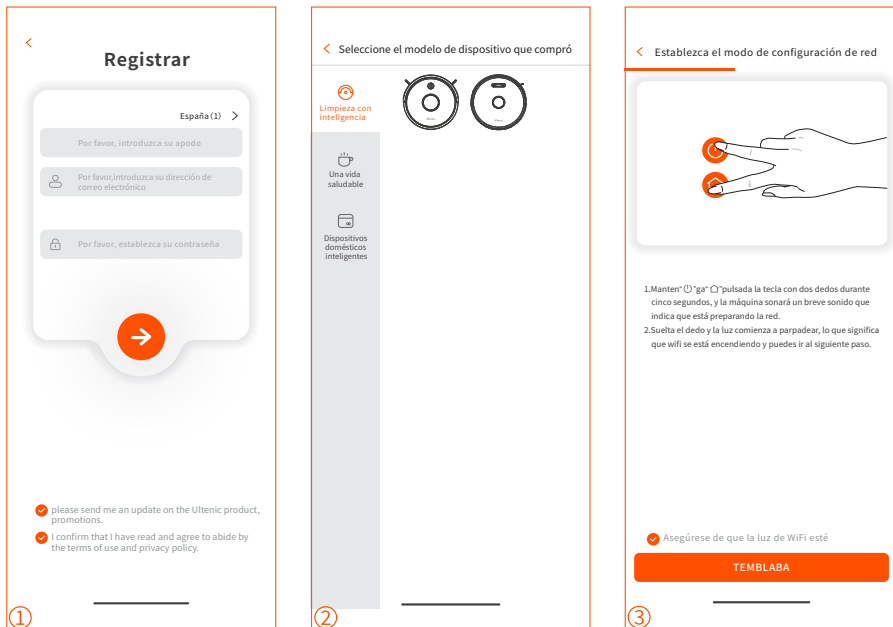 Registrar
España (1)
Por favor, introduzca su apodo
Por favor,introduzca su dirección de
correo electrónico
Por favor, establezca su contraseña
please send me an update on the Ultenic product,
promotions.
I confirm that I have read and agree to abide by
the terms of use and privacy policy.
①
Seleccione el modelo de dispositivo que compró
Limpieza con
inteligencia
Una vida
saludable
Dispositivos
domésticos
inteligentes
②
Establezca el modo de configuración de red
1.Manten“ ”ga“ ”pulsada la tecla con dos dedos durante
cinco segundos, y la máquina sonará un breve sonido que
indica que está preparando la red.
2.Suelta el dedo y la luz comienza a parpadear, lo que significa
que wifi se está encendiendo y puedes ir al siguiente paso.
Asegúrese de que la luz de WiFi esté
TEMBLABA
③